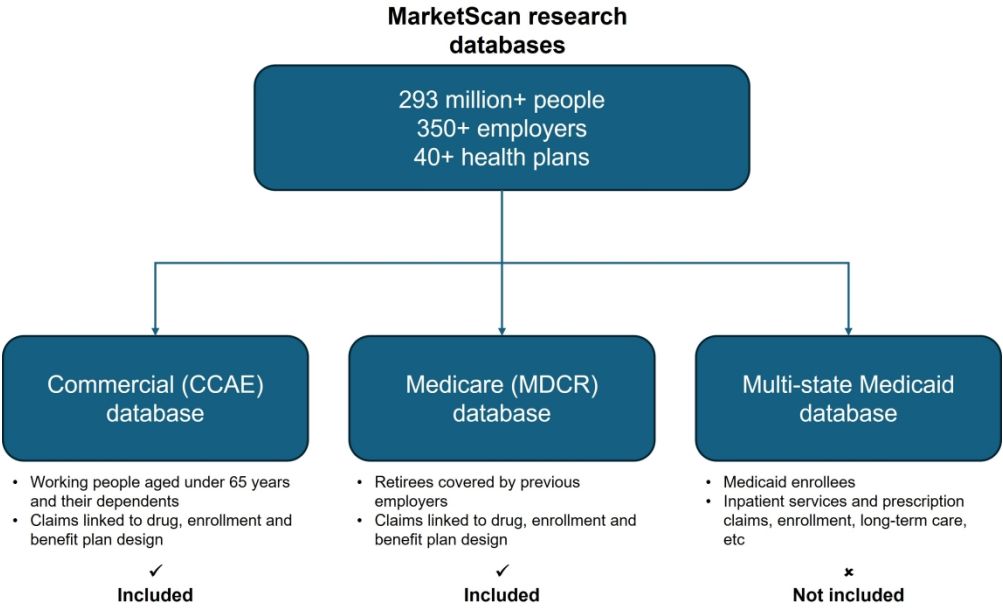 MarketScan research
databases
293 million+ people
350+ employers
40+ health plans
Commercial (CCAE)
database
Medicare (MDCR)
database
Multi-state Medicaid
database
• Working people aged under 65 years
and their dependents
• Claims linked to drug, enrollment and
benefit plan design
• Retirees covered by previous
employers
• Claims linked to drug, enrollment and
benefit plan design
• Medicaid enrollees
• Inpatient services and prescription
claims, enrollment, long-term care,
etc
✓
Included
✓
Included
✘
Not included